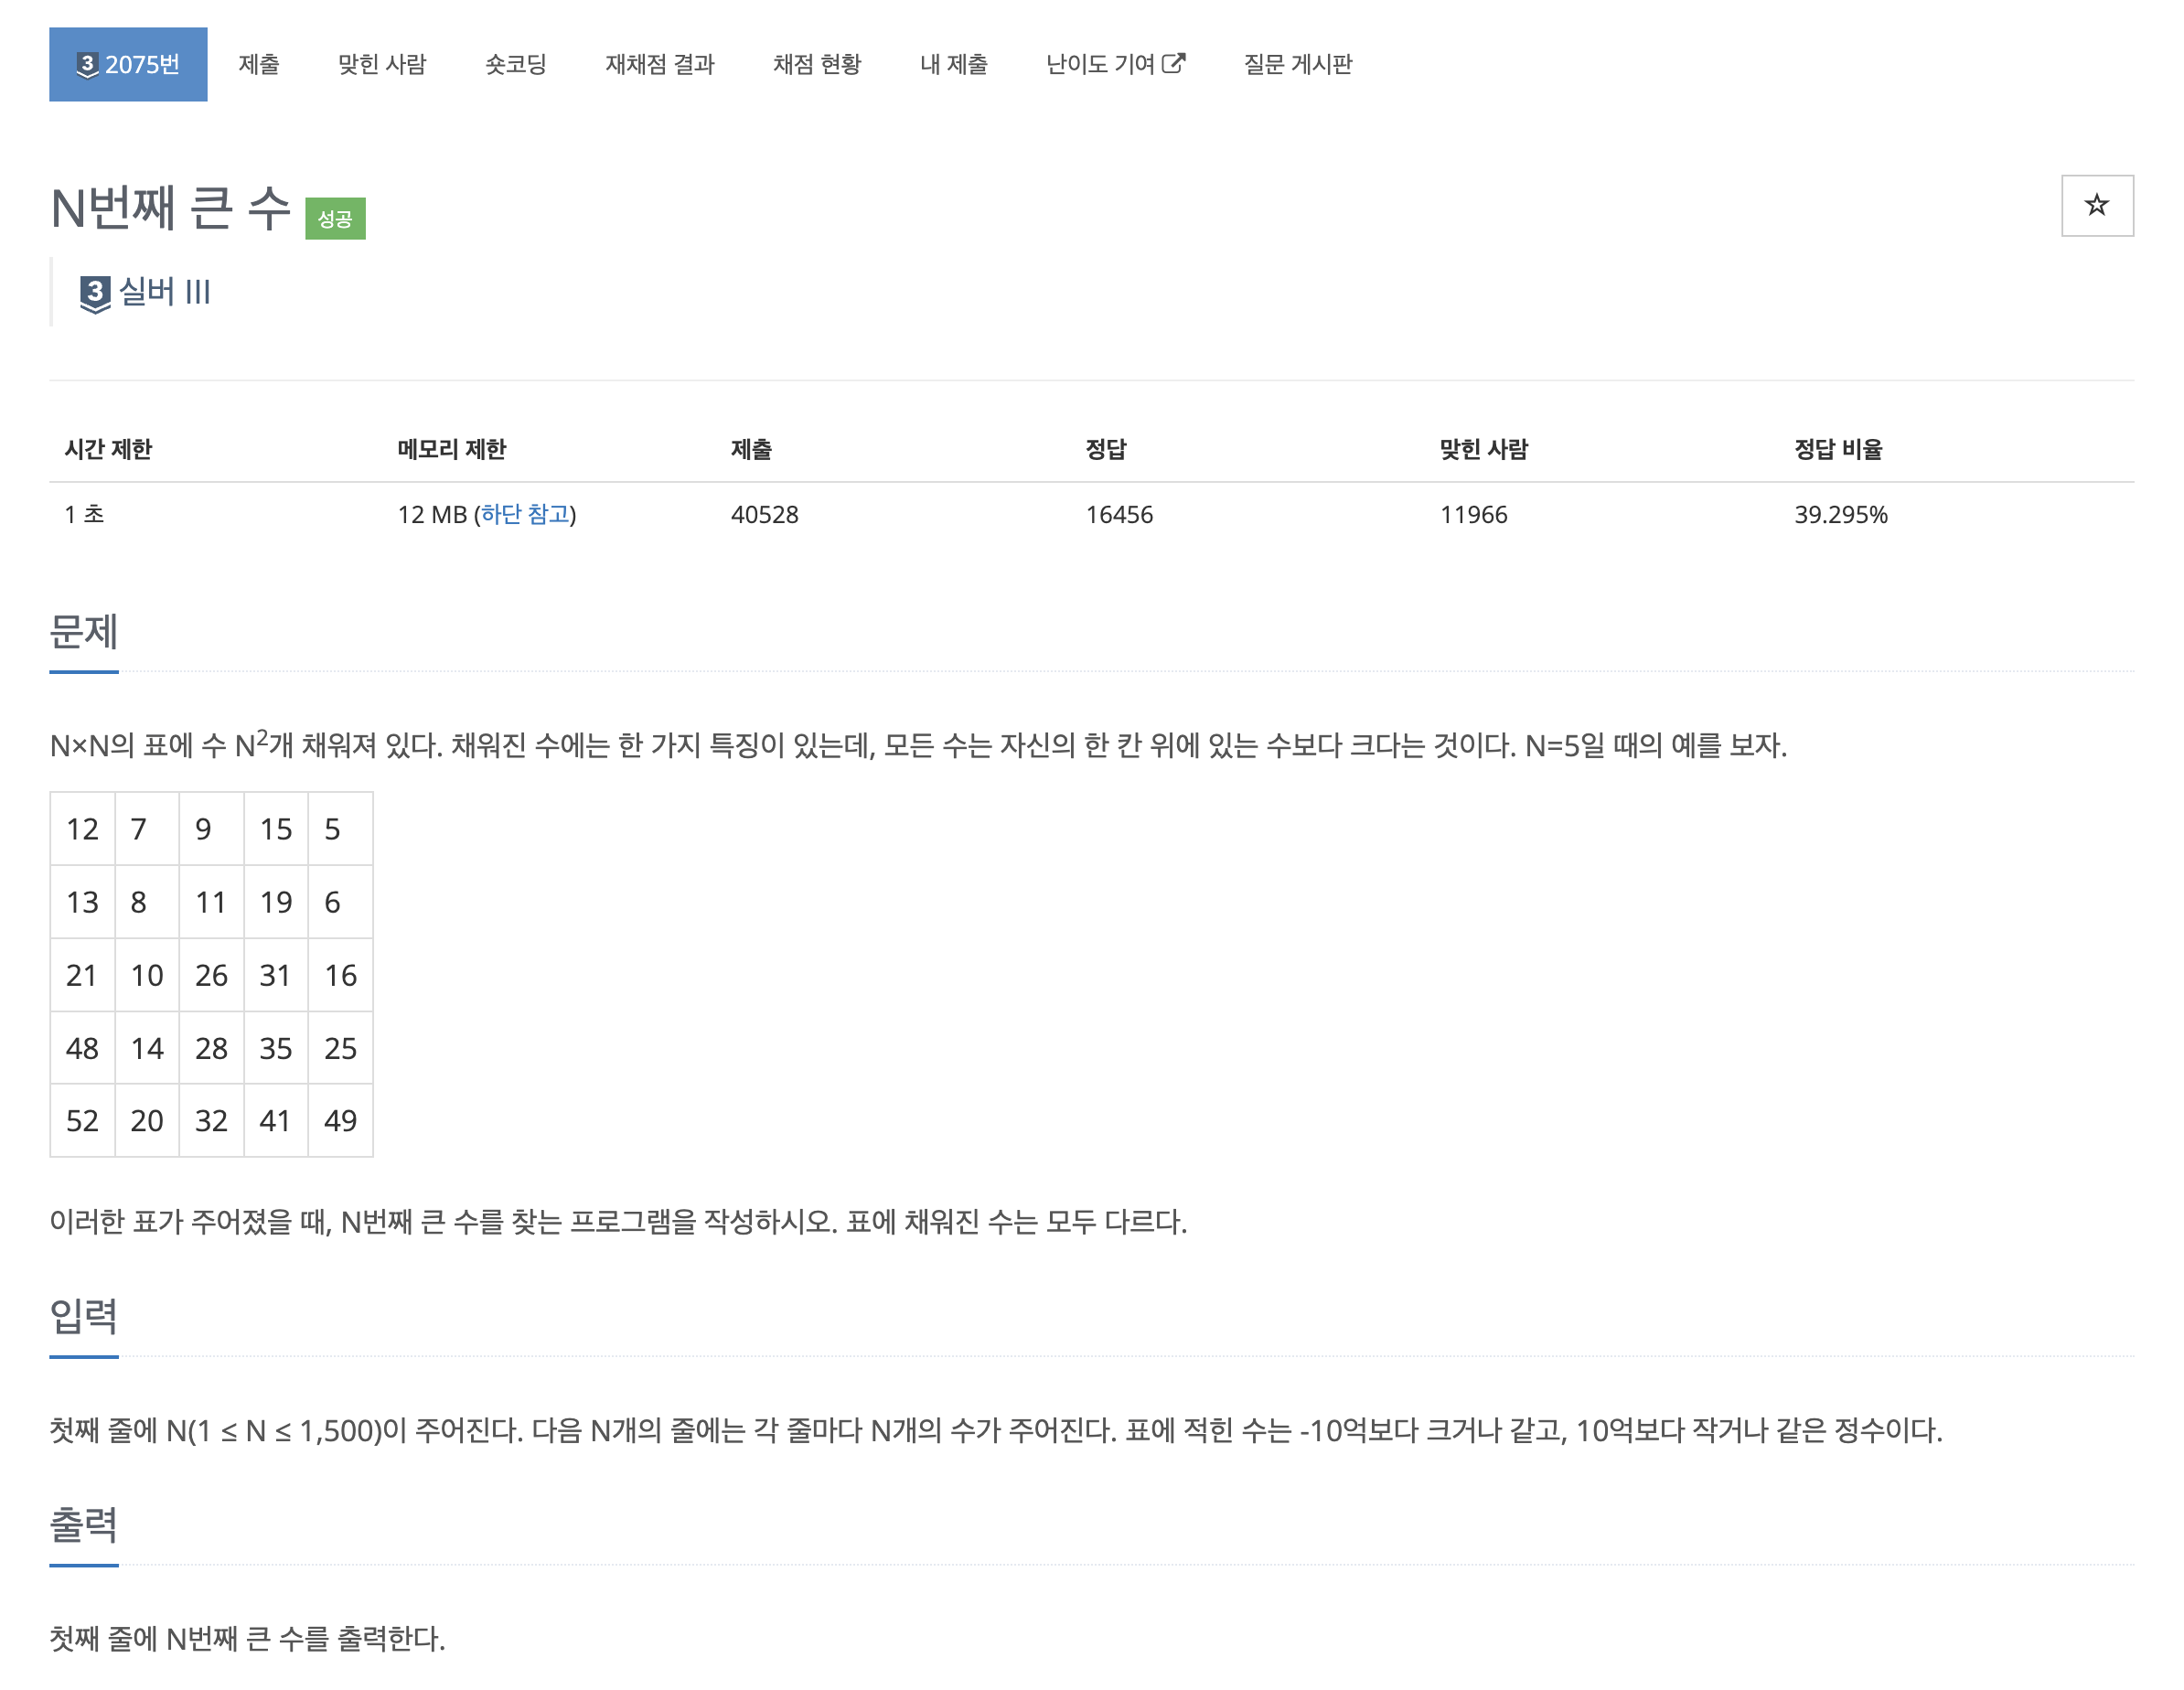 3 2075번 제출 맞힌 사람 숏코딩 재채점 결과 채점 현황 내 제출 난이도 기여 질문 게시판
N번째 큰 수 성공
3 실버 III
시간 제한 메모리 제한 제출 정답 맞힌 사람 정답 비율
1 초 12 MB (하단 참고) 40528 16456 11966 39.295%
문제
N×N의 표에 수 N²개 채워져 있다. 채워진 수에는 한 가지 특징이 있는데, 모든 수는 자신의 한 칸 위에 있는 수보다 크다는 것이다. N=5일 때의 예를 보자.
12 7 9 15 5
13 8 11 19 6
21 10 26 31 16
48 14 28 35 25
52 20 32 41 49
이러한 표가 주어졌을 때, N번째 큰 수를 찾는 프로그램을 작성하시오. 표에 채워진 수는 모두 다르다.
입력
첫째 줄에 N(1 ≤ N ≤ 1,500)이 주어진다. 다음 N개의 줄에는 각 줄마다 N개의 수가 주어진다. 표에 적힌 수는 -10억보다 크거나 같고, 10억보다 작거나 같은 정수이다.
출력
첫째 줄에 N번째 큰 수를 출력한다.